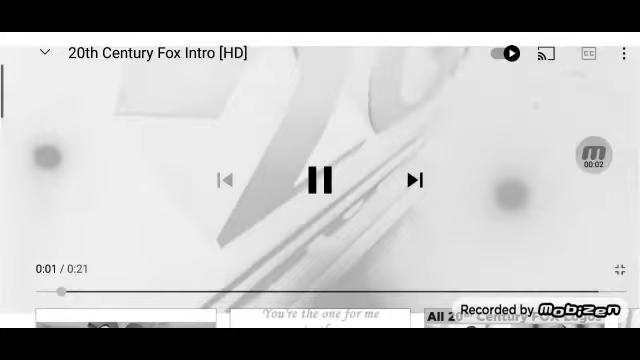 20th Century Fox Intro [HD]
CC
m
00:02
0:01 / 0:21
Recorded by Mobizen
You're the one for me
All 20th Century FOX Logos